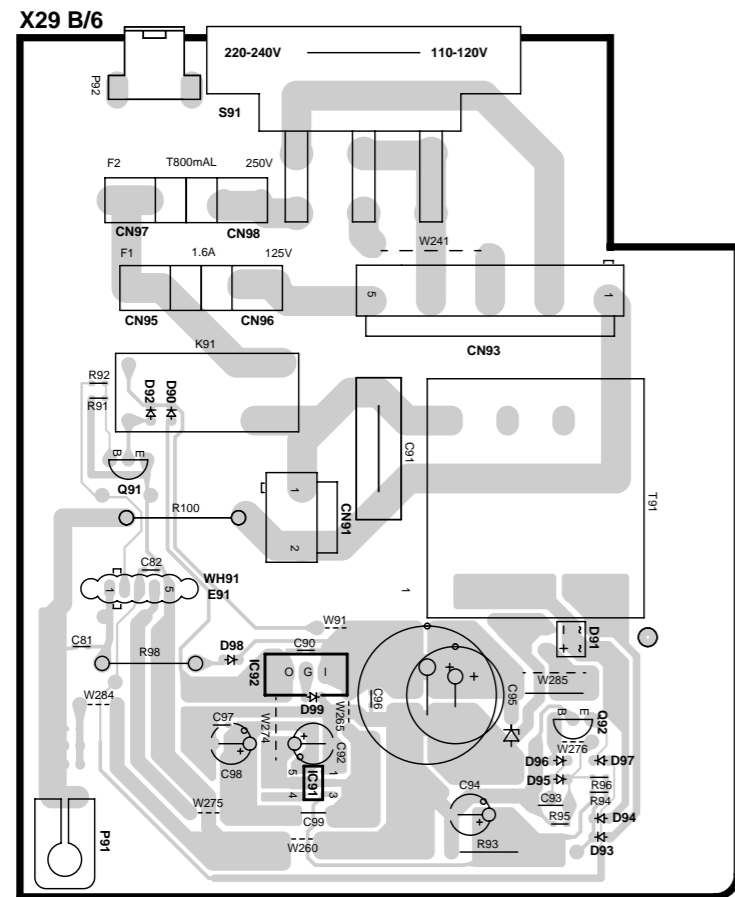 X29 B/6
220-240V 110-120V
P92
S91
F2 T800mAL 250V
CN97 CN98
W241
F1 1.6A 125V
5 1
CN95 CN96
CN93
K91
R92
D92 D90
R91
C91
B E
Q91
T91
1
CN91
R100
2
C82
WH91
1 5
E91
1
W91
C81
R98
D98
C90
IC92
O G I
D99
D91
− ~
+ ~
W285
W284
C96
C95
W265
W274
C97
C98
C92
B E
Q92
W276
D96 D97
D95
5 1
IC91
4 3
R96
C94
C93 R94
W275
C99
R95
D94
W260
R93
D93
P91